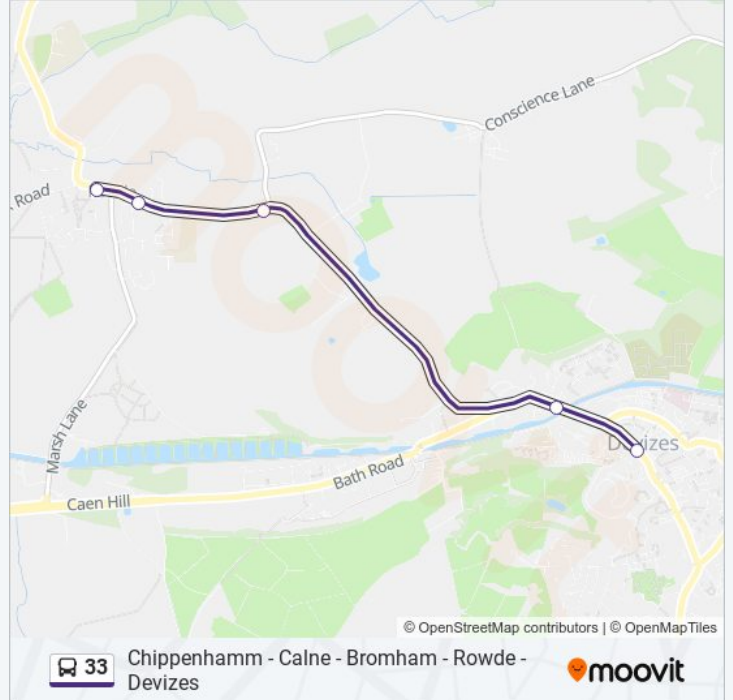 Conscience Lane
Road
Marsh Lane
Devizes
Bath Road
Caen Hill
© OpenStreetMap contributors | © OpenMapTiles
33
Chippenhamm - Calne - Bromham - Rowde -
Devizes
moovit